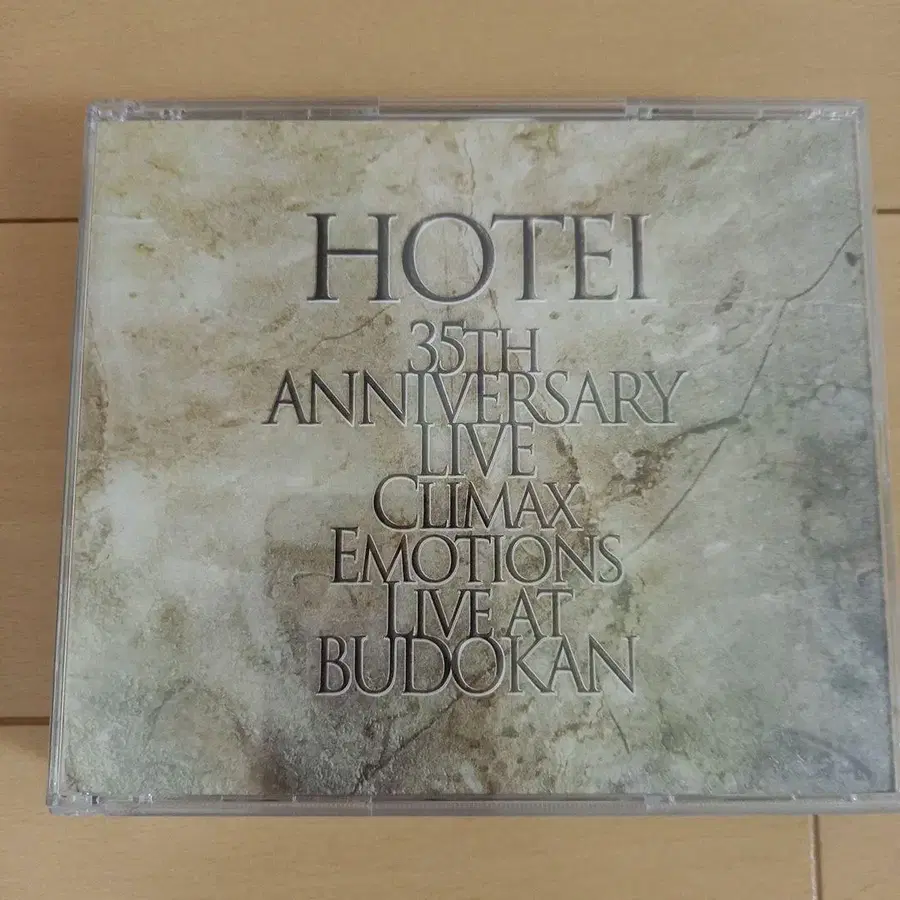 HOTEI
35TH
ANNIVERSARY
LIVE
CLIMAX
EMOTIONS
LIVE AT
BUDOKAN